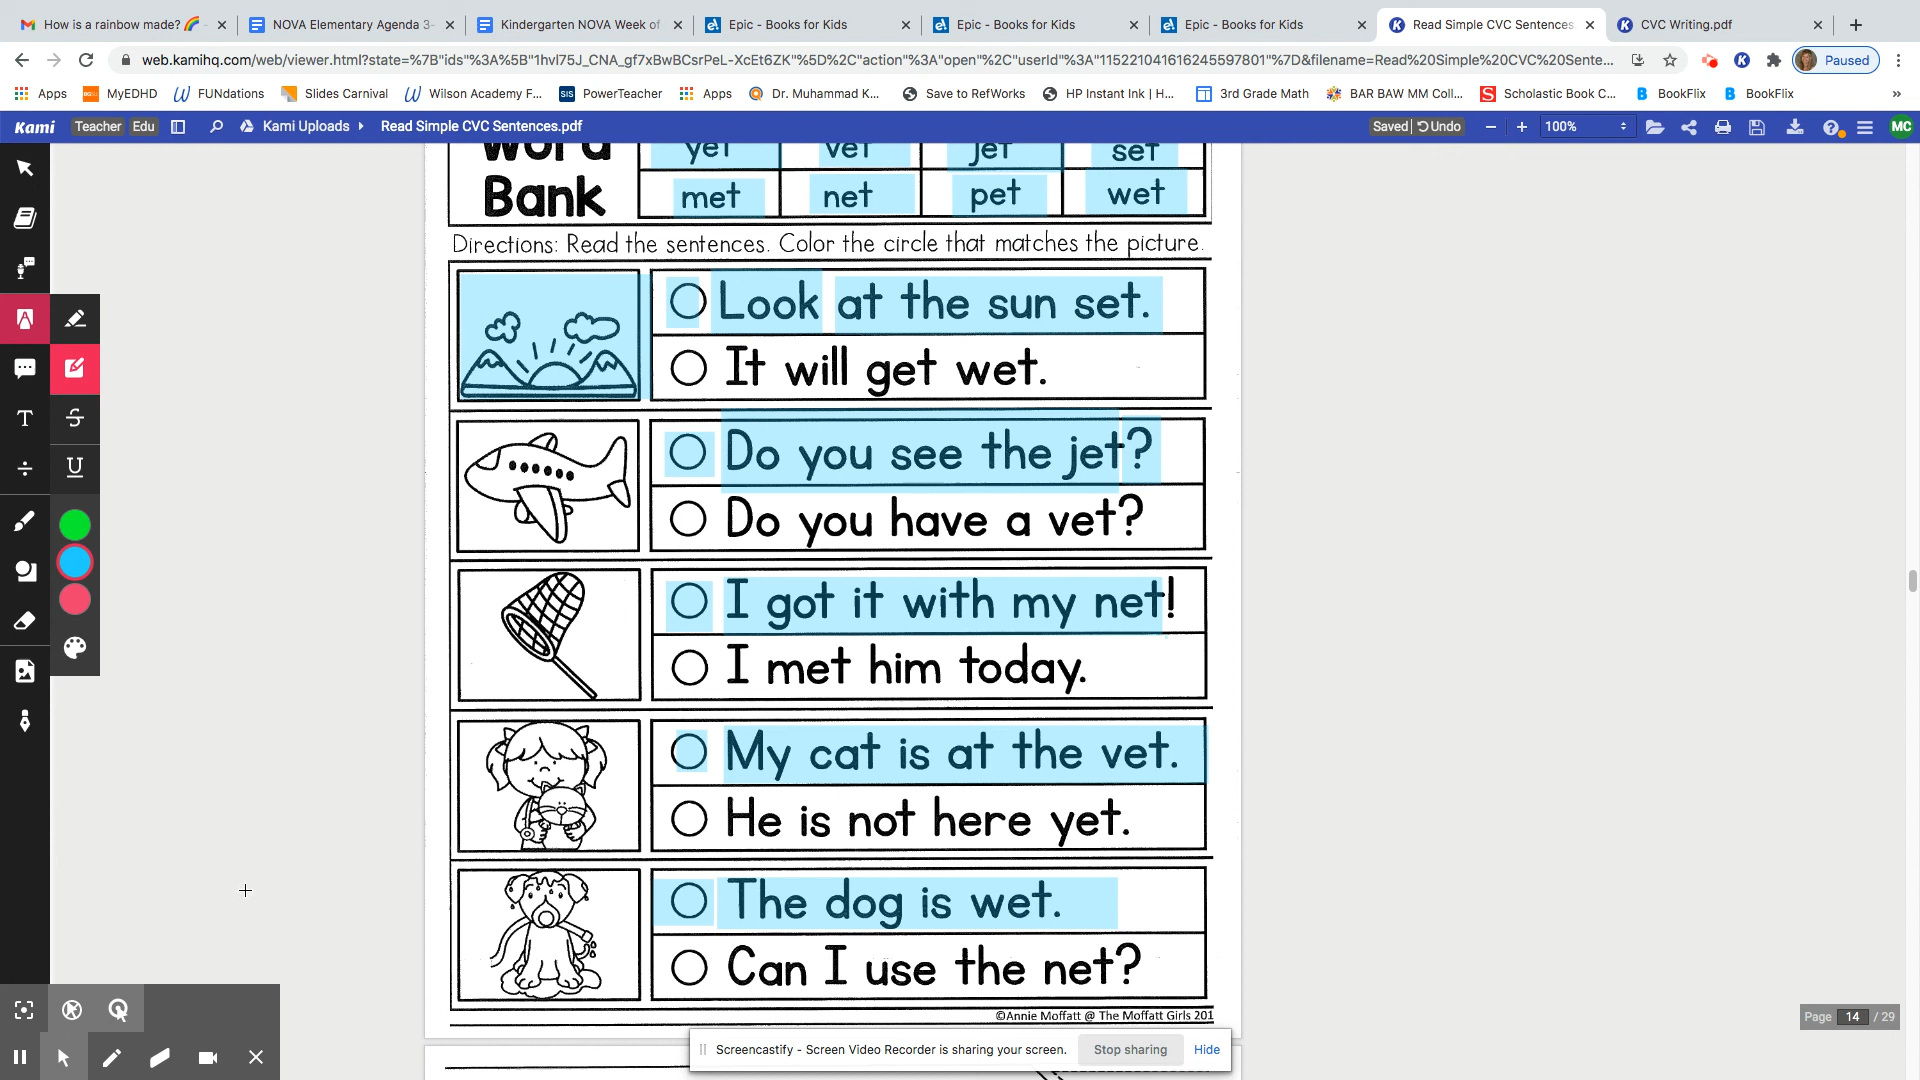 How is a rainbow made? 🌈
NOVA Elementary Agenda 3-
Kindergarten NOVA Week of
Epic - Books for Kids
Epic - Books for Kids
Epic - Books for Kids
Read Simple CVC Sentences
CVC Writing.pdf
web.kamihq.com/web/viewer.html?state=%7B"ids"%3A%5B"1hvl75J_CNA_gf7xBwBCsrPeL-XcEt6ZK"%5D%2C"action"%3A"open"%2C"userId"%3A"115221041616245597801"%7D&filename=Read%20Simple%20CVC%20Sente...
Paused
Apps
MyEDHD
FUNdations
Slides Carnival
Wilson Academy F...
PowerTeacher
Apps
Dr. Muhammad K...
Save to RefWorks
HP Instant Ink | H...
3rd Grade Math
BAR BAW MM Coll...
Scholastic Book C...
BookFlix
BookFlix
»
Kami
Teacher
Edu
Kami Uploads
Read Simple CVC Sentences.pdf
Saved
Undo
100%
MC
Word
Bank
yet vet jet set
met net pet wet
Directions: Read the sentences. Color the circle that matches the picture.
Look at the sun set.
It will get wet.
Do you see the jet?
Do you have a vet?
I got it with my net!
I met him today.
My cat is at the vet.
He is not here yet.
The dog is wet.
Can I use the net?
©Annie Moffatt @ The Moffatt Girls 201
Page 14 / 29
Screencastify - Screen Video Recorder is sharing your screen.
Stop sharing
Hide